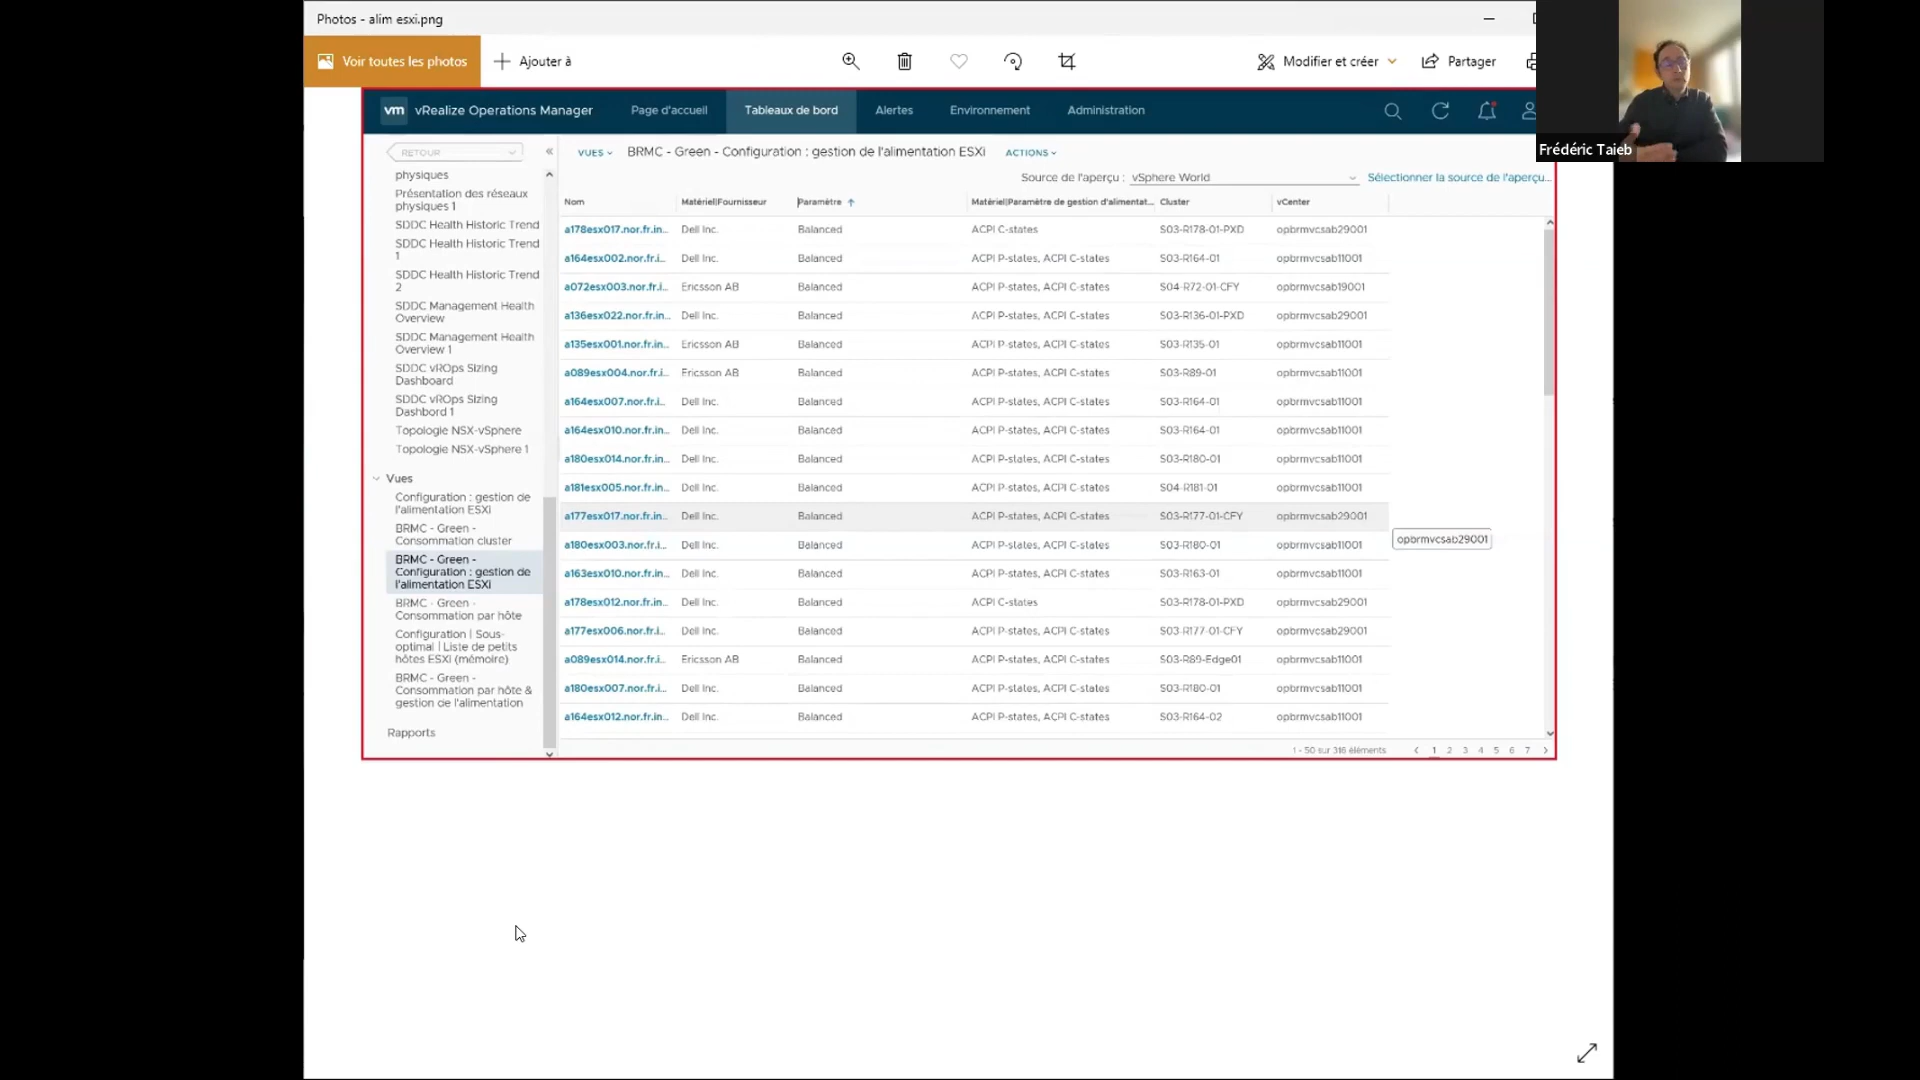 Photos - alim esxi.png
Voir toutes les photos
Ajouter à
Modifier et créer
Partager
Frédéric Taieb
vm vRealize Operations Manager
Page d'accueil
Tableaux de bord
Alertes
Environnement
Administration
RETOUR
physiques
Présentation des réseaux
physiques 1
SDDC Health Historic Trend
SDDC Health Historic Trend
1
SDDC Health Historic Trend
2
SDDC Management Health
Overview
SDDC Management Health
Overview 1
SDDC vROps Sizing
Dashboard
SDDC vROps Sizing
Dashbord 1
Topologie NSX-vSphere
Topologie NSX-vSphere 1
Vues
Configuration : gestion de
l'alimentation ESXi
BRMC - Green -
Consommation cluster
BRMC - Green -
Configuration : gestion de
l'alimentation ESXi
BRMC - Green -
Consommation par hôte
Configuration | Sous-
optimal | Liste de petits
hôtes ESXi (mémoire)
BRMC - Green -
Consommation par hôte &
gestion de l'alimentation
Rapports
VUES
BRMC - Green - Configuration : gestion de l'alimentation ESXi
ACTIONS
Source de l'aperçu : vSphere World
Sélectionner la source de l'aperçu...
Nom Matériel|Fournisseur Paramètre Matériel|Paramètre de gestion d'alimentat... Cluster vCenter
a178esx017.nor.fr.in... Dell Inc. Balanced ACPI C-states S03-R178-01-PXD opbrmvcsab29001
a164esx002.nor.fr.i... Dell Inc. Balanced ACPI P-states, ACPI C-states S03-R164-01 opbrmvcsab11001
a072esx003.nor.fr.i... Ericsson AB Balanced ACPI P-states, ACPI C-states S04-R72-01-CFY opbrmvcsab19001
a136esx022.nor.fr.in... Dell Inc. Balanced ACPI P-states, ACPI C-states S03-R136-01-PXD opbrmvcsab29001
a135esx001.nor.fr.in... Ericsson AB Balanced ACPI P-states, ACPI C-states S03-R135-01 opbrmvcsab11001
a089esx004.nor.fr.i... Ericsson AB Balanced ACPI P-states, ACPI C-states S03-R89-01 opbrmvcsab11001
a164esx007.nor.fr.i... Dell Inc. Balanced ACPI P-states, ACPI C-states S03-R164-01 opbrmvcsab11001
a164esx010.nor.fr.in... Dell Inc. Balanced ACPI P-states, ACPI C-states S03-R164-01 opbrmvcsab11001
a180esx014.nor.fr.in... Dell Inc. Balanced ACPI P-states, ACPI C-states S03-R180-01 opbrmvcsab11001
a181esx005.nor.fr.in... Dell Inc. Balanced ACPI P-states, ACPI C-states S04-R181-01 opbrmvcsab11001
a177esx017.nor.fr.in... Dell Inc. Balanced ACPI P-states, ACPI C-states S03-R177-01-CFY opbrmvcsab29001
opbrmvcsab29001
a180esx003.nor.fr.in... Dell Inc. Balanced ACPI P-states, ACPI C-states S03-R180-01 opbrmvcsab11001
a163esx010.nor.fr.in... Dell Inc. Balanced ACPI P-states, ACPI C-states S03-R163-01 opbrmvcsab11001
a178esx012.nor.fr.in... Dell Inc. Balanced ACPI C-states S03-R178-01-PXD opbrmvcsab29001
a177esx006.nor.fr.i... Dell Inc. Balanced ACPI P-states, ACPI C-states S03-R177-01-CFY opbrmvcsab29001
a089esx014.nor.fr.i... Ericsson AB Balanced ACPI P-states, ACPI C-states S03-R89-Edge01 opbrmvcsab11001
a180esx007.nor.fr.in... Dell Inc. Balanced ACPI P-states, ACPI C-states S03-R180-01 opbrmvcsab11001
a164esx012.nor.fr.in... Dell Inc. Balanced ACPI P-states, ACPI C-states S03-R164-02 opbrmvcsab11001
1 - 50 sur 316 éléments 1 2 3 4 5 6 7